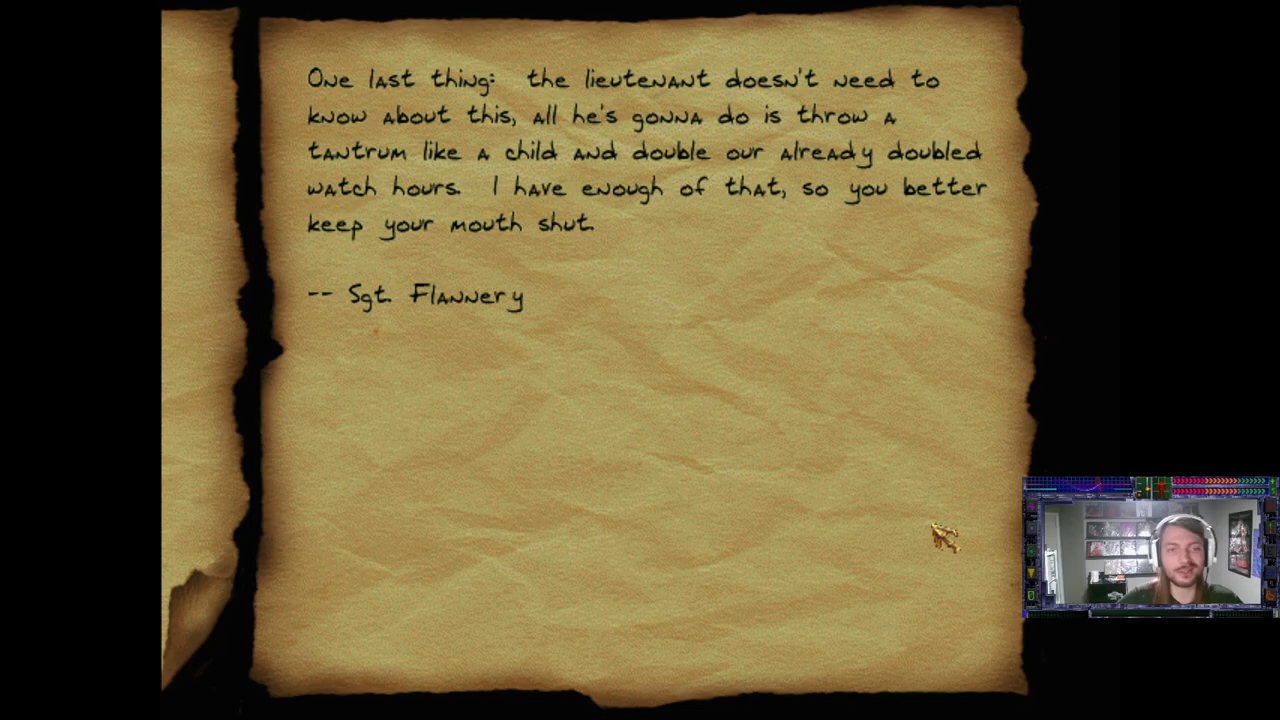 One last thing:  the lieutenant doesn't need to
know about this, all he's gonna do is throw a
tantrum like a child and double our already doubled
watch hours.  I have enough of that, so you better
keep your mouth shut.
-- Sgt. Flannery